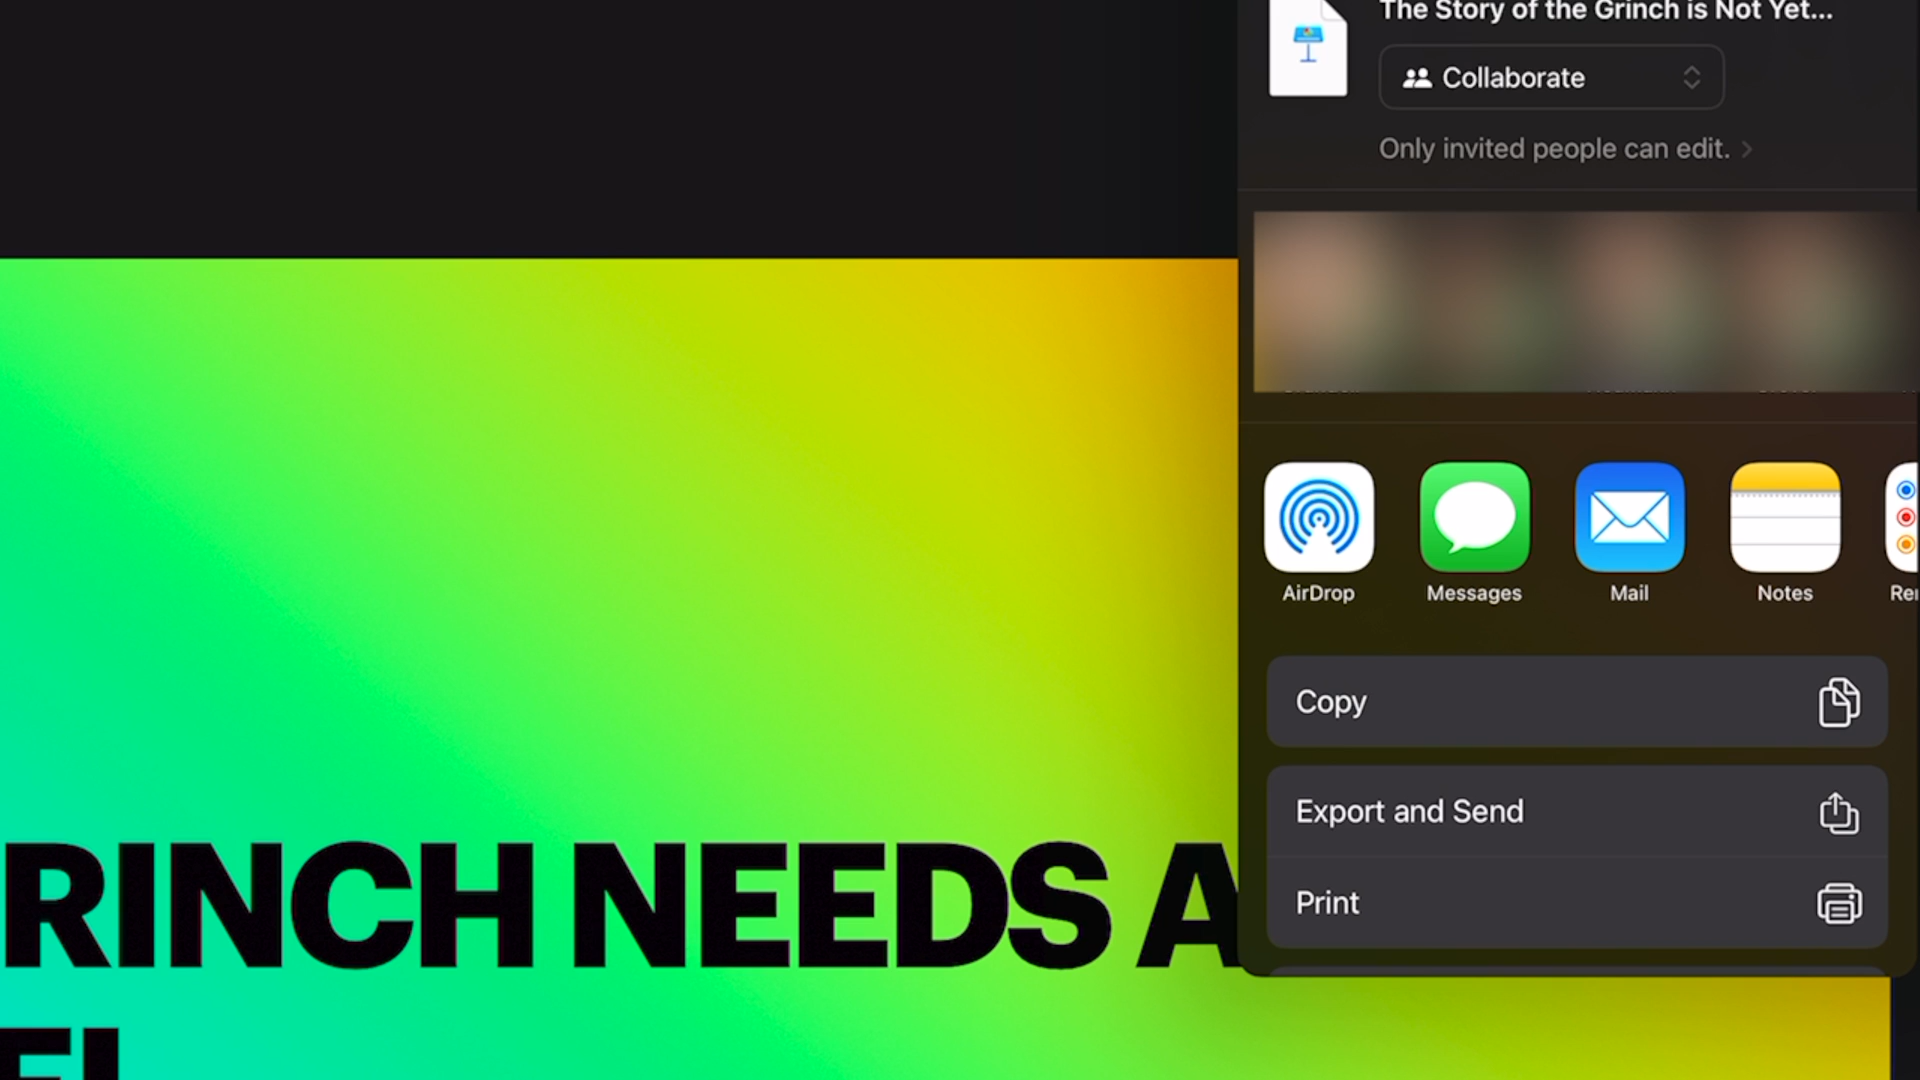 The Story of the Grinch is Not Yet...
Collaborate
Only invited people can edit. >
AirDrop
Messages
Mail
Notes
Copy
Export and Send
Print
RINCH NEEDS A